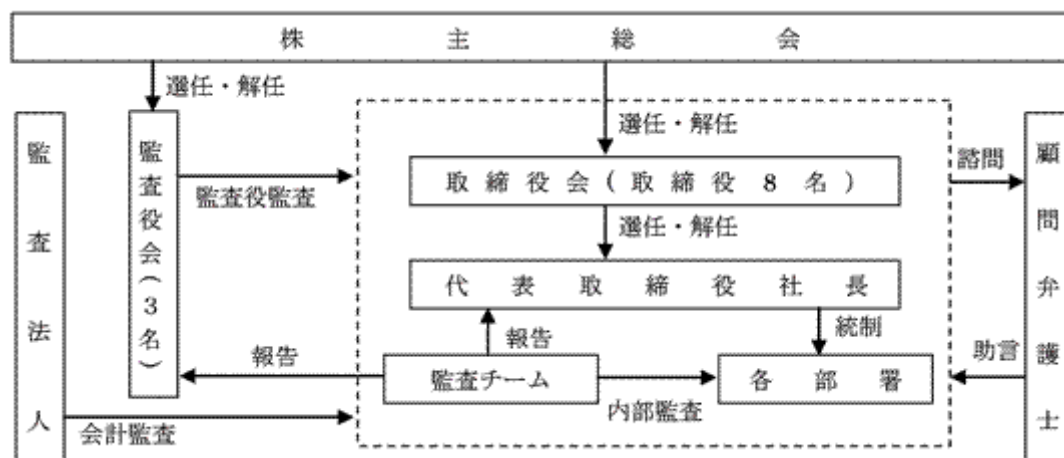 株主総会
選任・解任
選任・解任
監査法人
監査役会(3名)
監査役監査
取締役会(取締役8名)
諮問
顧問弁護士
選任・解任
代表取締役社長
報告
統制
報告
助言
監査チーム
各部署
内部監査
会計監査